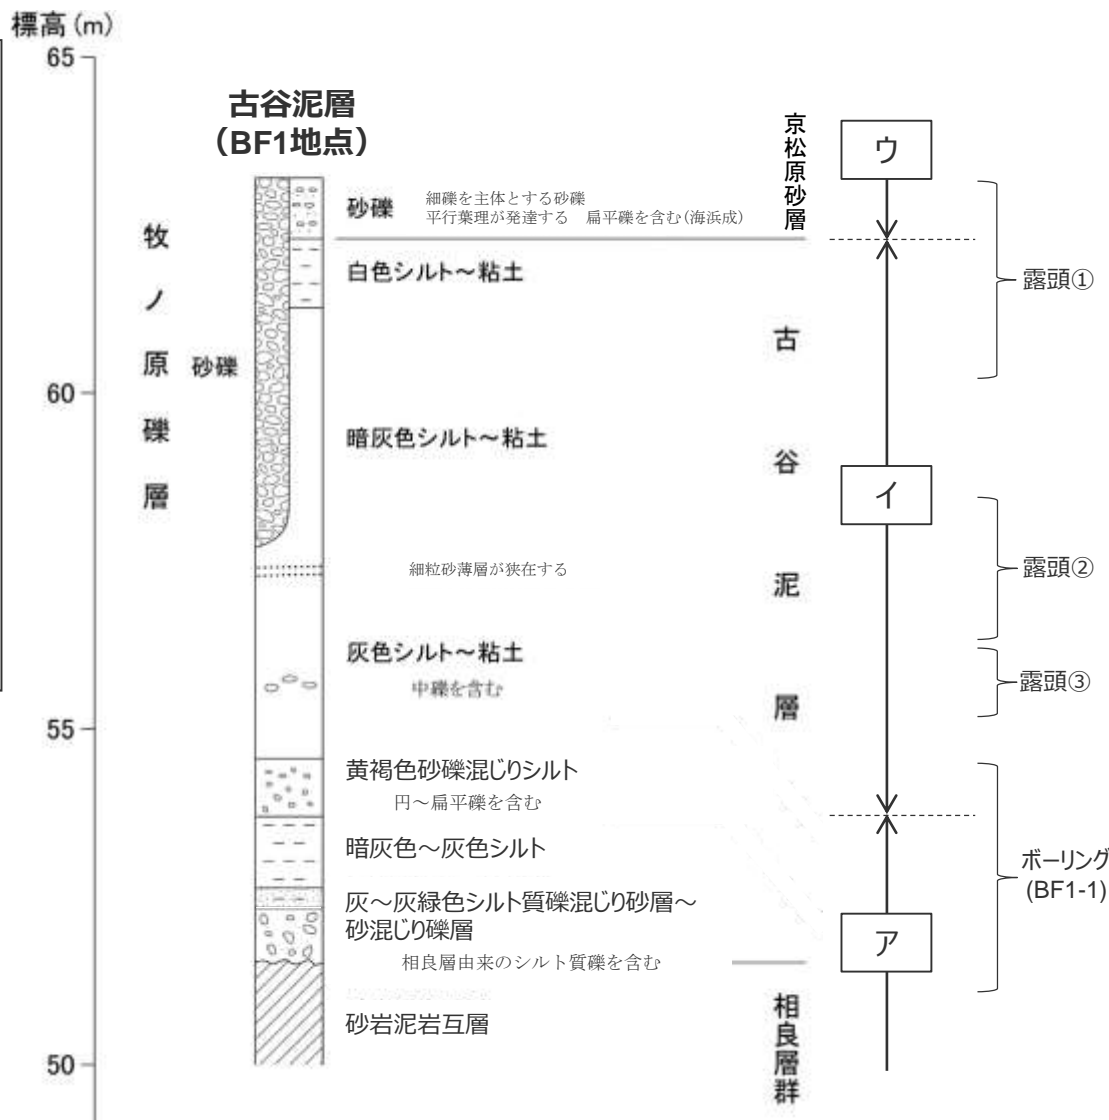 標高(m)
65
古谷泥層
(BF1地点)
京松原砂層
ウ
砂礫
細礫を主体とする砂礫
平行葉理が発達する 扁平礫を含む(海浜成)
牧ノ原礫層
白色シルト～粘土
露頭①
古谷泥層
砂礫
60
暗灰色シルト～粘土
イ
細粒砂薄層が狭在する
露頭②
灰色シルト～粘土
中礫を含む
露頭③
55
黄褐色砂礫混じりシルト
円～扁平礫を含む
暗灰色～灰色シルト
ボーリング
(BF1-1)
灰～灰緑色シルト質礫混じり砂層～
砂混じり礫層
ア
相良層由来のシルト質礫を含む
相良層群
砂岩泥岩互層
50